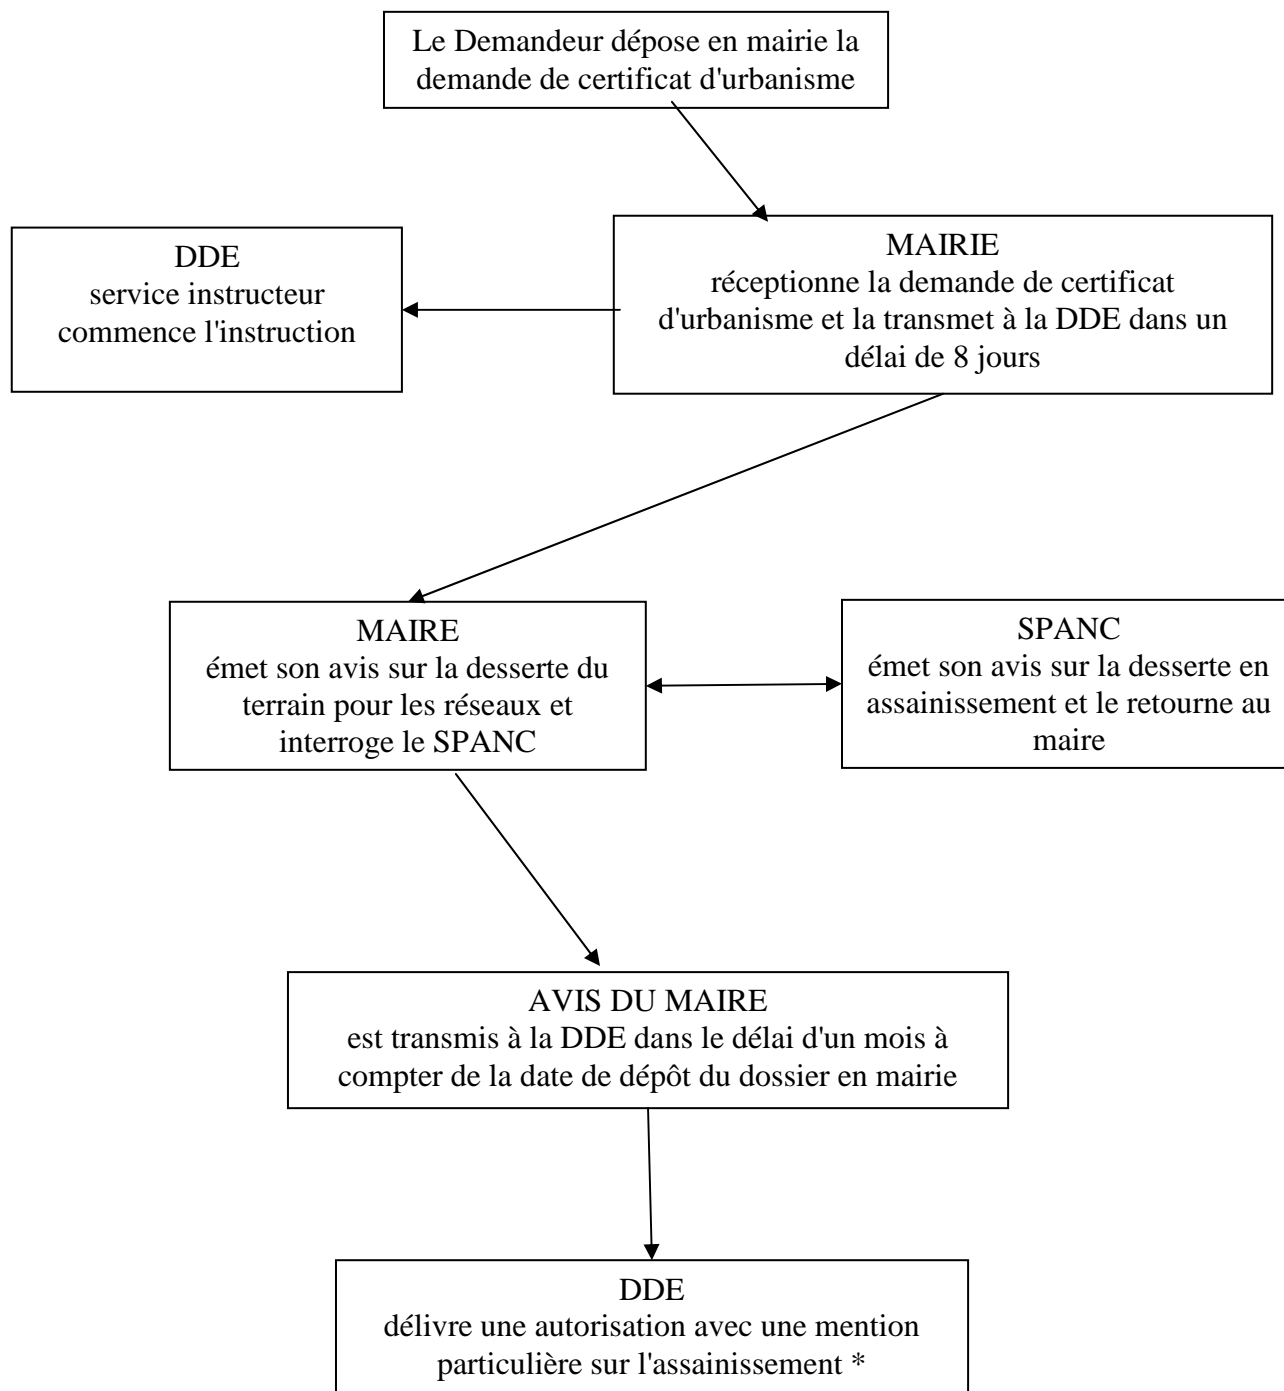 Le Demandeur dépose en mairie la
demande de certificat d'urbanisme
DDE
service instructeur
commence l'instruction
MAIRIE
réceptionne la demande de certificat
d'urbanisme et la transmet à la DDE dans un
délai de 8 jours
MAIRE
émet son avis sur la desserte du
terrain pour les réseaux et
interroge le SPANC
SPANC
émet son avis sur la desserte en
assainissement et le retourne au
maire
AVIS DU MAIRE
est transmis à la DDE dans le délai d'un mois à
compter de la date de dépôt du dossier en mairie
DDE
délivre une autorisation avec une mention
particulière sur l'assainissement *